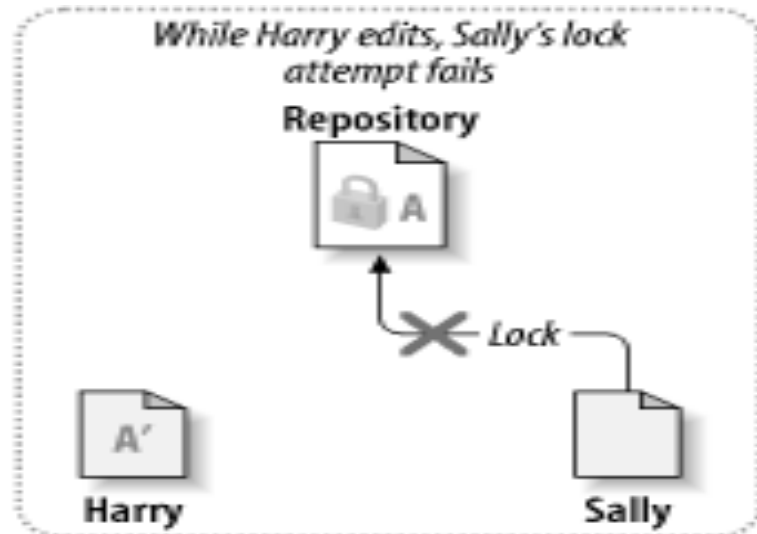 While Harry edits, Sally's lock
attempt fails
Repository
A
Lock
A′
Harry
Sally